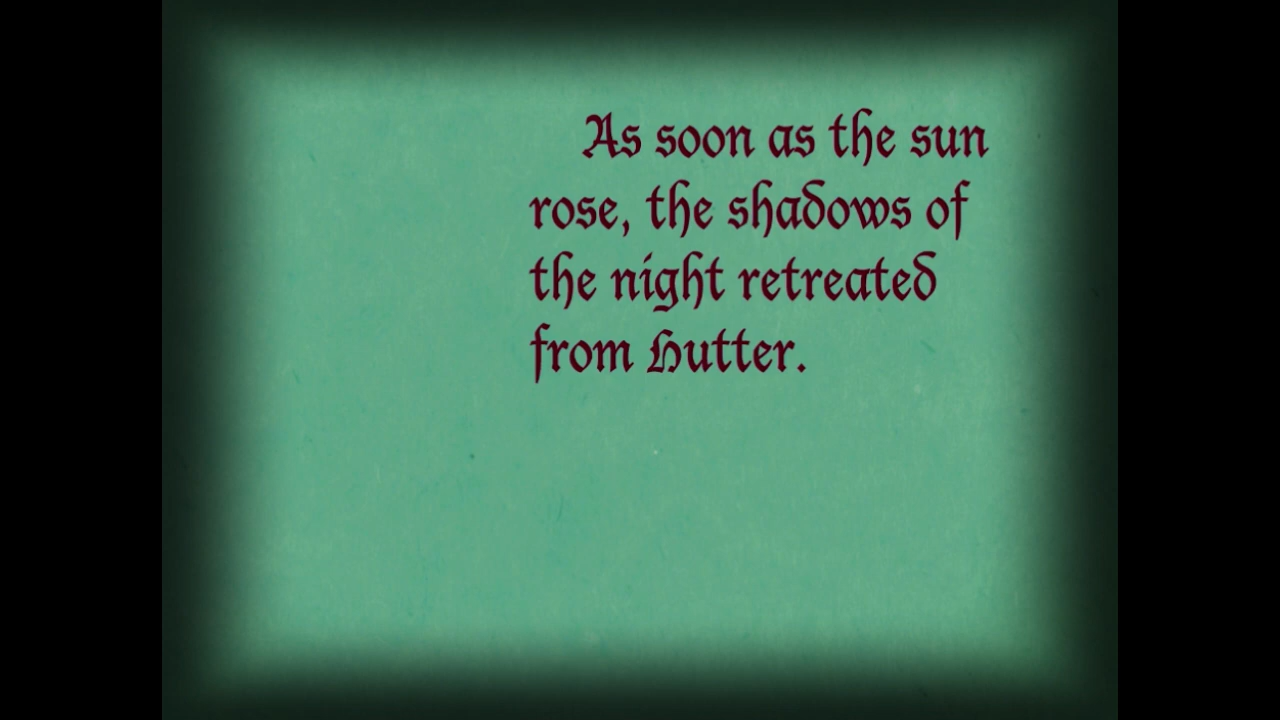 As soon as the sun
rose, the shadows of
the night retreated
from Hutter.